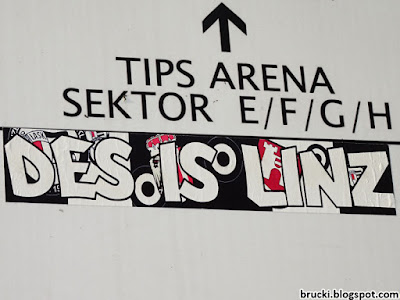 TIPS ARENA
SEKTOR E/F/G/H
DES IS LINZ
brucki.blogspot.com